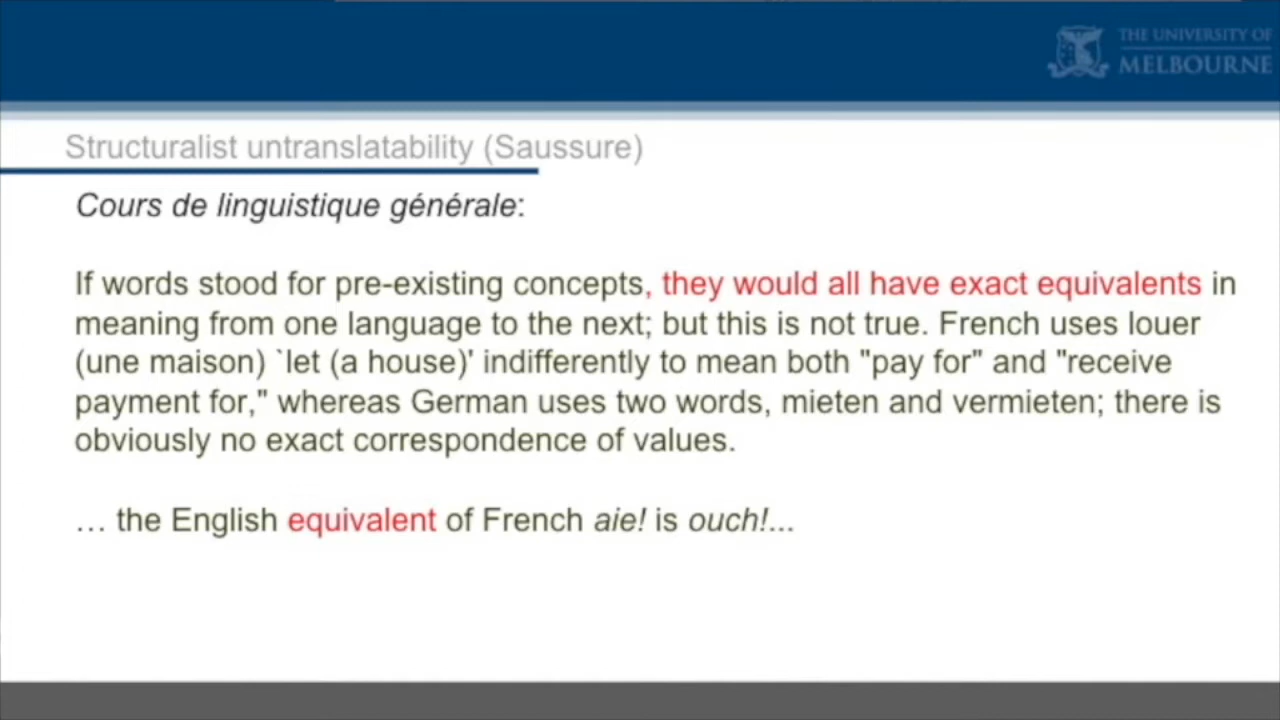 THE UNIVERSITY OF
MELBOURNE
Structuralist untranslatability (Saussure)
Cours de linguistique générale:
If words stood for pre-existing concepts, they would all have exact equivalents in
meaning from one language to the next; but this is not true. French uses louer
(une maison) `let (a house)' indifferently to mean both "pay for" and "receive
payment for," whereas German uses two words, mieten and vermieten; there is
obviously no exact correspondence of values.
… the English equivalent of French aie! is ouch!...